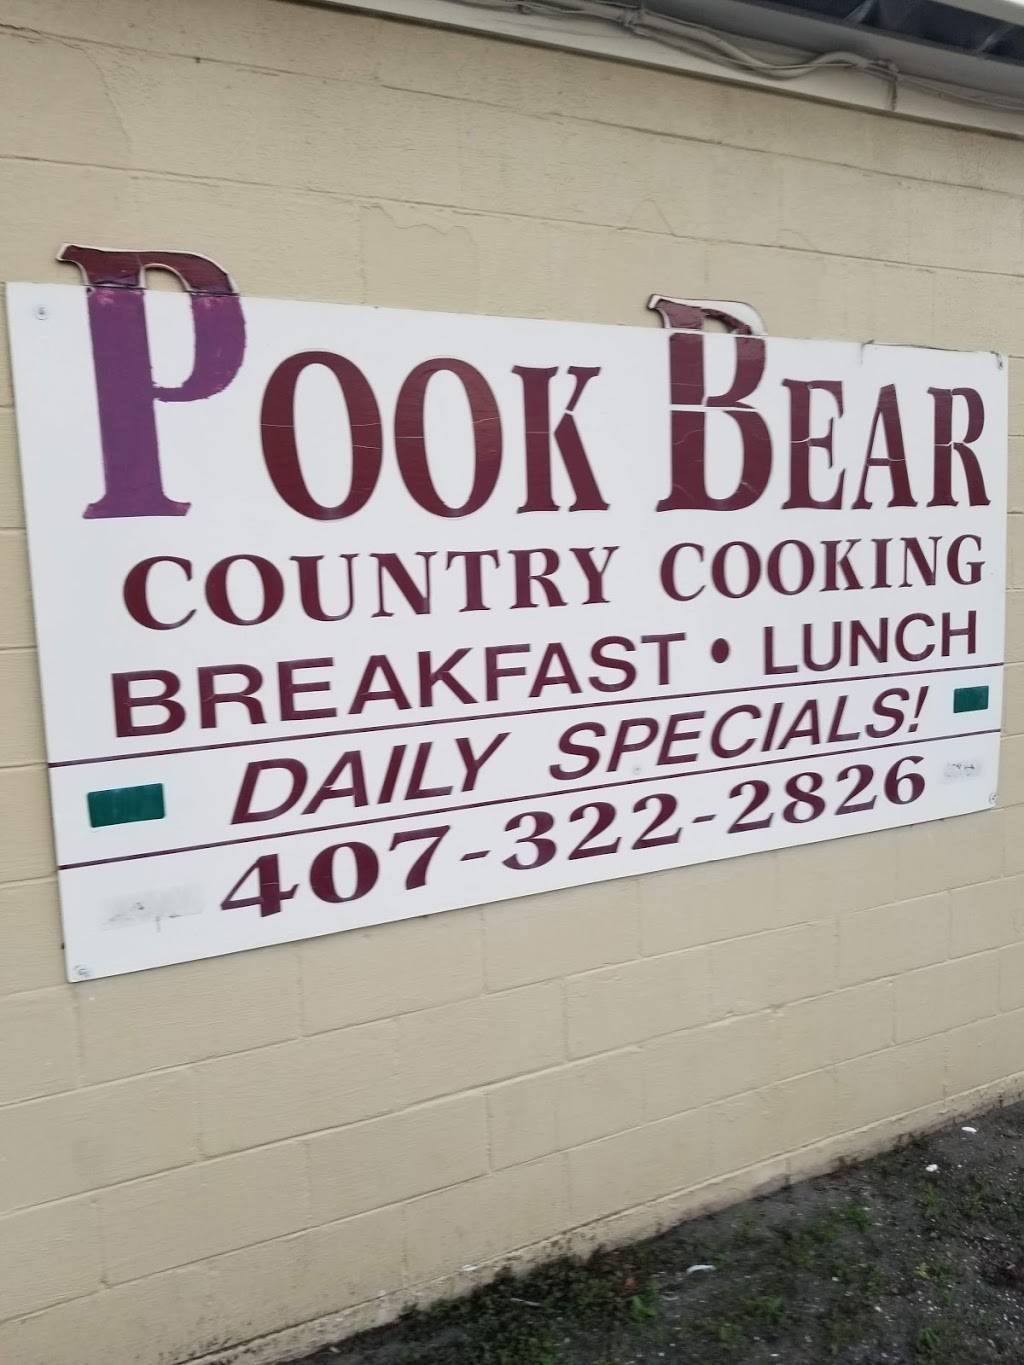 POOK BEAR
COUNTRY COOKING
BREAKFAST • LUNCH
DAILY SPECIALS!
407-322-2826